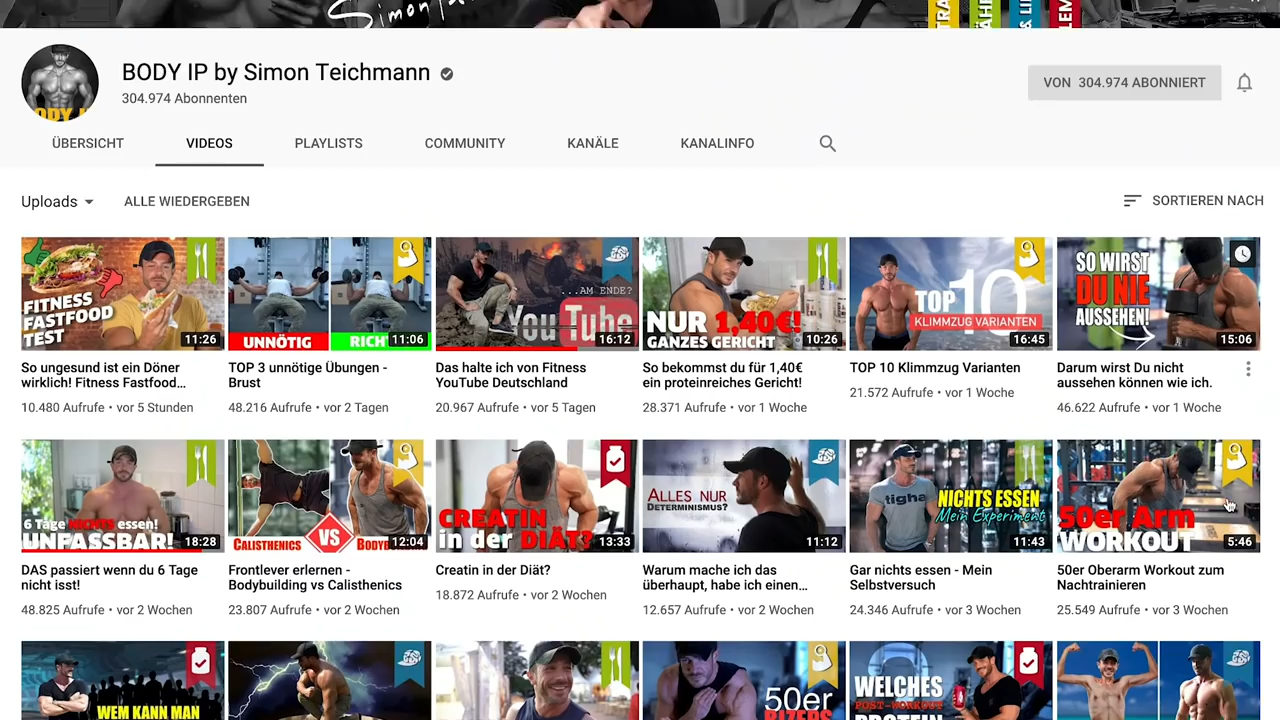 Simon
BODY IP by Simon Teichmann
304.974 Abonnenten
VON 304.974 ABONNIERT
ÜBERSICHT
VIDEOS
PLAYLISTS
COMMUNITY
KANÄLE
KANALINFO
Uploads
ALLE WIEDERGEBEN
SORTIEREN NACH
FITNESS
FASTFOOD
TEST
11:26
UNNÖTIG
RICH
11:06
...AM ENDE?
YouTube
16:12
NUR 1,40€!
GANZES GERICHT
10:26
TOP 10
KLIMMZUG VARIANTEN
16:45
SO WIRST
DU NIE
AUSSEHEN!
15:06
So ungesund ist ein Döner
wirklich! Fitness Fastfood...
10.480 Aufrufe • vor 5 Stunden
TOP 3 unnötige Übungen -
Brust
48.216 Aufrufe • vor 2 Tagen
Das halte ich von Fitness
YouTube Deutschland
20.967 Aufrufe • vor 5 Tagen
So bekommst du für 1,40€
ein proteinreiches Gericht!
28.371 Aufrufe • vor 1 Woche
TOP 10 Klimmzug Varianten
21.572 Aufrufe • vor 1 Woche
Darum wirst Du nicht
aussehen können wie ich.
46.622 Aufrufe • vor 1 Woche
6 Tage NICHTS essen!
UNFASSBAR!
18:28
CALISTHENICS VS BODYB
12:04
CREATIN
in der DIÄT?
13:33
ALLES NUR
DETERMINISMUS?
11:12
tigha
NICHTS ESSEN
Mein Experiment
11:43
50er Arm
WORKOUT
5:46
DAS passiert wenn du 6 Tage
nicht isst!
48.825 Aufrufe • vor 2 Wochen
Frontlever erlernen -
Bodybuilding vs Calisthenics
23.807 Aufrufe • vor 2 Wochen
Creatin in der Diät?
18.872 Aufrufe • vor 2 Wochen
Warum mache ich das
überhaupt, habe ich einen...
12.657 Aufrufe • vor 2 Wochen
Gar nichts essen - Mein
Selbstversuch
24.346 Aufrufe • vor 3 Wochen
50er Oberarm Workout zum
Nachtrainieren
25.549 Aufrufe • vor 3 Wochen
WEM KANN MAN
50er
BIZEPS
WELCHES
POST-WORKOUT
PROTEIN